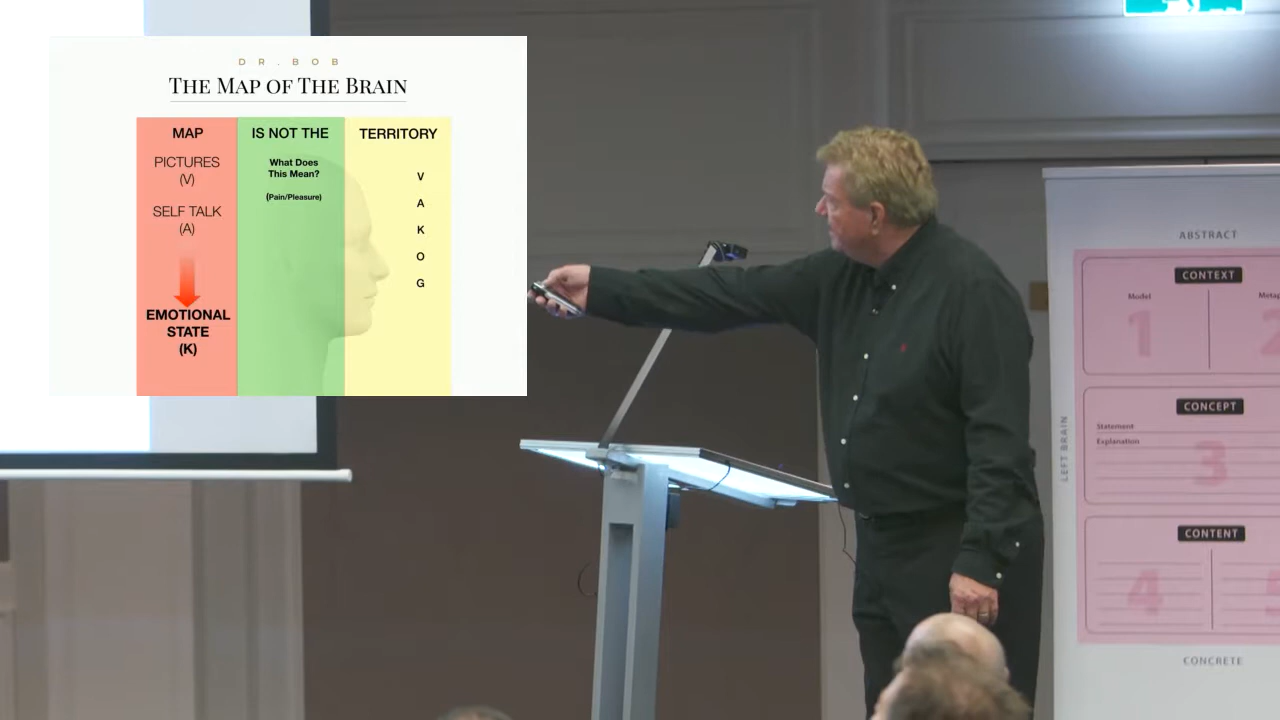 DR. BOB
THE MAP OF THE BRAIN
MAP
PICTURES
(V)
SELF TALK
(A)
EMOTIONAL
STATE
(K)
IS NOT THE
What Does
This Mean?
(Pain/Pleasure)
TERRITORY
V
A
K
O
G
ABSTRACT
LEFT BRAIN
CONTEXT
Model
1
2
CONCEPT
Statement
Explanation
3
CONTENT
4
5
CONCRETE